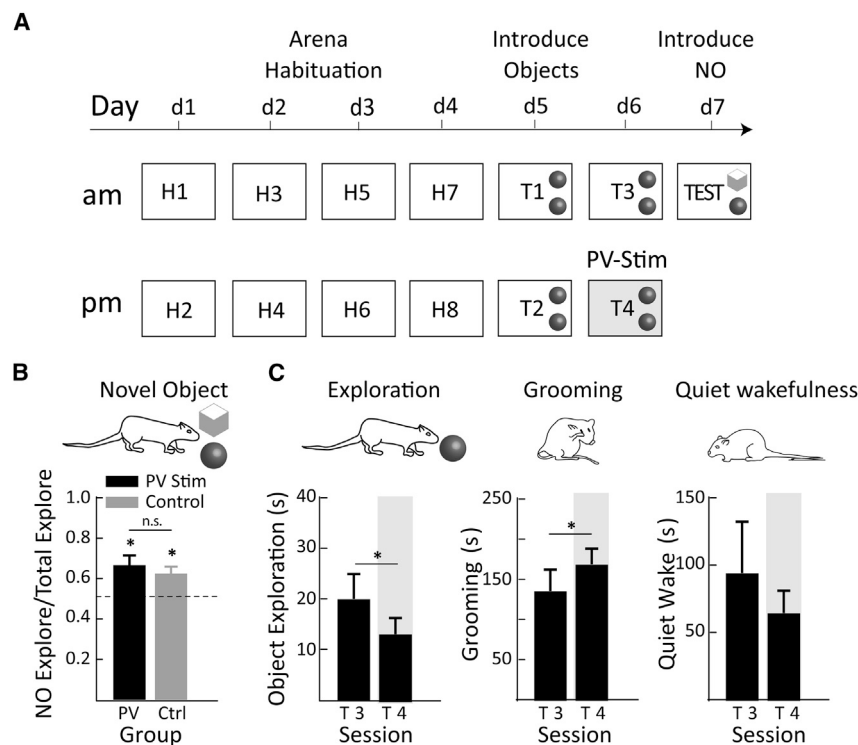 A
Arena Habituation
Introduce Objects
Introduce NO
Day d1 d2 d3 d4 d5 d6 d7
am H1 H3 H5 H7 T1 T3 TEST
PV-Stim
pm H2 H4 H6 H8 T2 T4
B
Novel Object
PV Stim
Control
n.s.
* *
NO Explore/Total Explore
1.0
0.8
0.6
0.4
0.2
PV Ctrl
Group
C
Exploration
Object Exploration (s)
40
30
20
10
*
T 3 T 4
Session
Grooming
Grooming (s)
250
150
50
*
T 3 T 4
Session
Quiet wakefulness
Quiet Wake (s)
150
100
50
T 3 T 4
Session